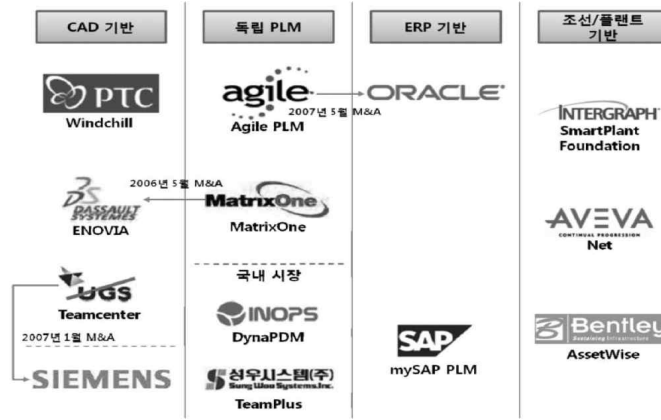 CAD 기반
독립 PLM
ERP 기반
조선/플랜트
기반
PTC
Windchill
agile
Agile PLM
2007년 5월 M&A
ORACLE
INTERGRAPH
SmartPlant
Foundation
DASSAULT
SYSTEMES
ENOVIA
2006년 5월 M&A
MatrixOne
MatrixOne
AVEVA
CONTINUAL PROGRESSION
Net
국내 시장
UGS
Teamcenter
2007년 1월 M&A
SIEMENS
INOPS
DynaPDM
성우시스템(주)
Sung Woo Systems.Inc.
TeamPlus
SAP
mySAP PLM
Bentley
Sustaining Infrastructure
AssetWise